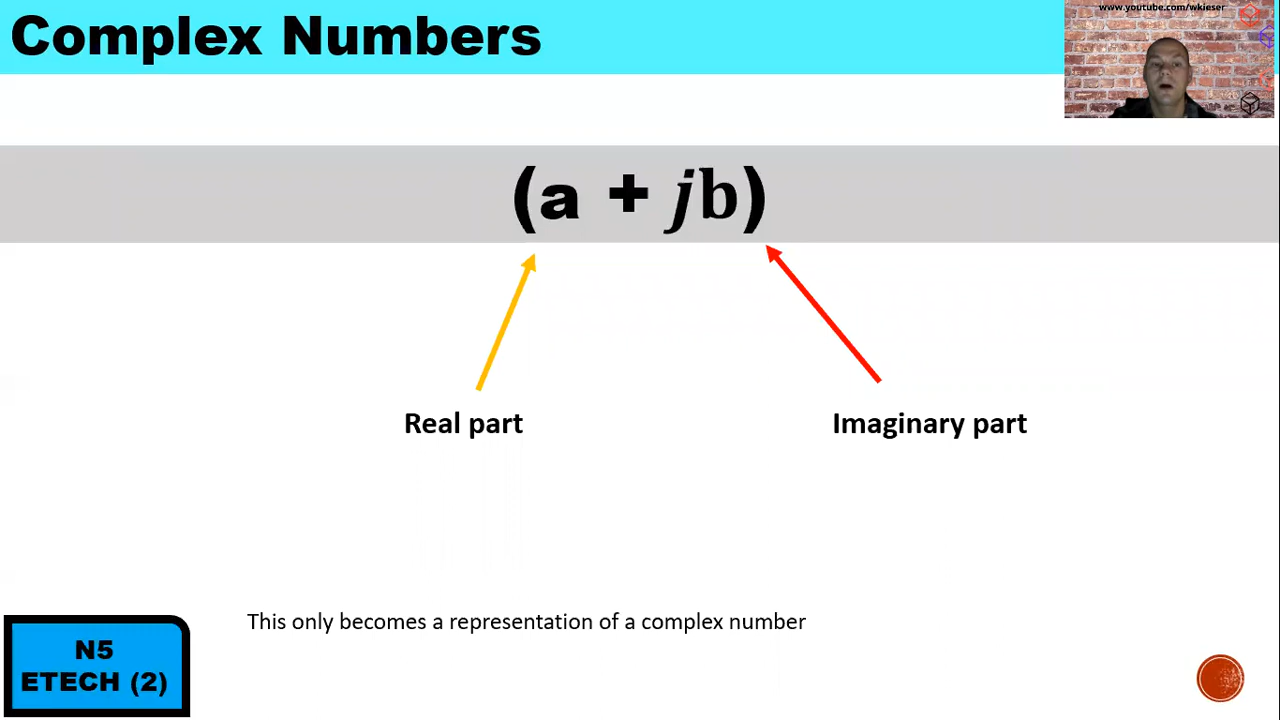 Complex Numbers
www.youtube.com/wkieser
(a + jb)
Real part
Imaginary part
This only becomes a representation of a complex number
N5
ETECH (2)